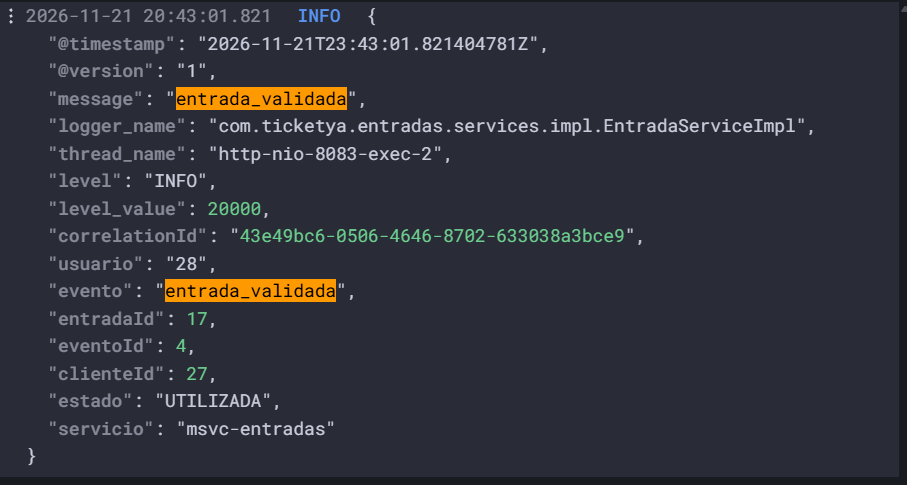 2026-11-21 20:43:01.821 INFO {
"@timestamp": "2026-11-21T23:43:01.821404781Z",
"@version": "1",
"message": "entrada_validada",
"logger_name": "com.ticketya.entradas.services.impl.EntradaServiceImpl",
"thread_name": "http-nio-8083-exec-2",
"level": "INFO",
"level_value": 20000,
"correlationId": "43e49bc6-0506-4646-8702-633038a3bce9",
"usuario": "28",
"evento": "entrada_validada",
"entradaId": 17,
"eventoId": 4,
"clienteId": 27,
"estado": "UTILIZADA",
"servicio": "msvc-entradas"
}